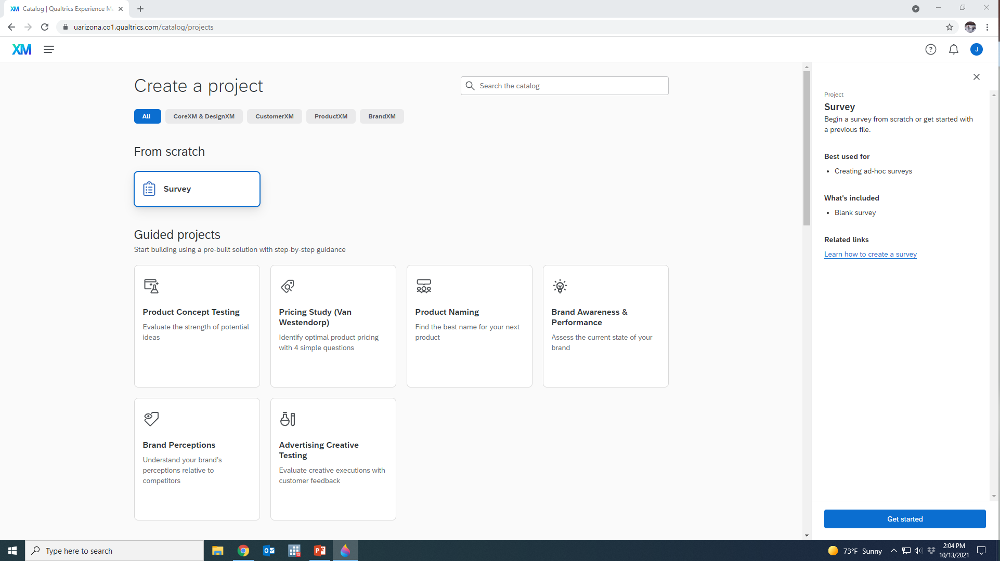 XM Catalog | Qualtrics Experience Ma
uarizona.co1.qualtrics.com/catalog/projects
XM
?
J
Create a project
Search the catalog
All
CoreXM & DesignXM
CustomerXM
ProductXM
BrandXM
From scratch
Survey
Guided projects
Start building using a pre-built solution with step-by-step guidance
Product Concept Testing
Evaluate the strength of potential
ideas
Pricing Study (Van
Westendorp)
Identify optimal product pricing
with 4 simple questions
Product Naming
Find the best name for your next
product
Brand Awareness &
Performance
Assess the current state of your
brand
Brand Perceptions
Understand your brand's
perceptions relative to
competitors
Advertising Creative
Testing
Evaluate creative executions with
customer feedback
Project
Survey
Begin a survey from scratch or get started with
a previous file.
Best used for
• Creating ad-hoc surveys
What's included
• Blank survey
Related links
Learn how to create a survey
Get started
Type here to search
73°F Sunny
2:04 PM
10/13/2021